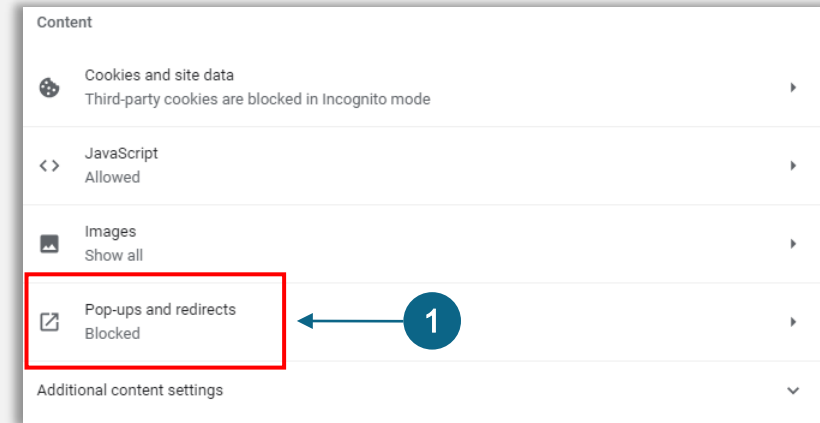 Content
Cookies and site data
Third-party cookies are blocked in Incognito mode
JavaScript
Allowed
Images
Show all
Pop-ups and redirects
Blocked
1
Additional content settings